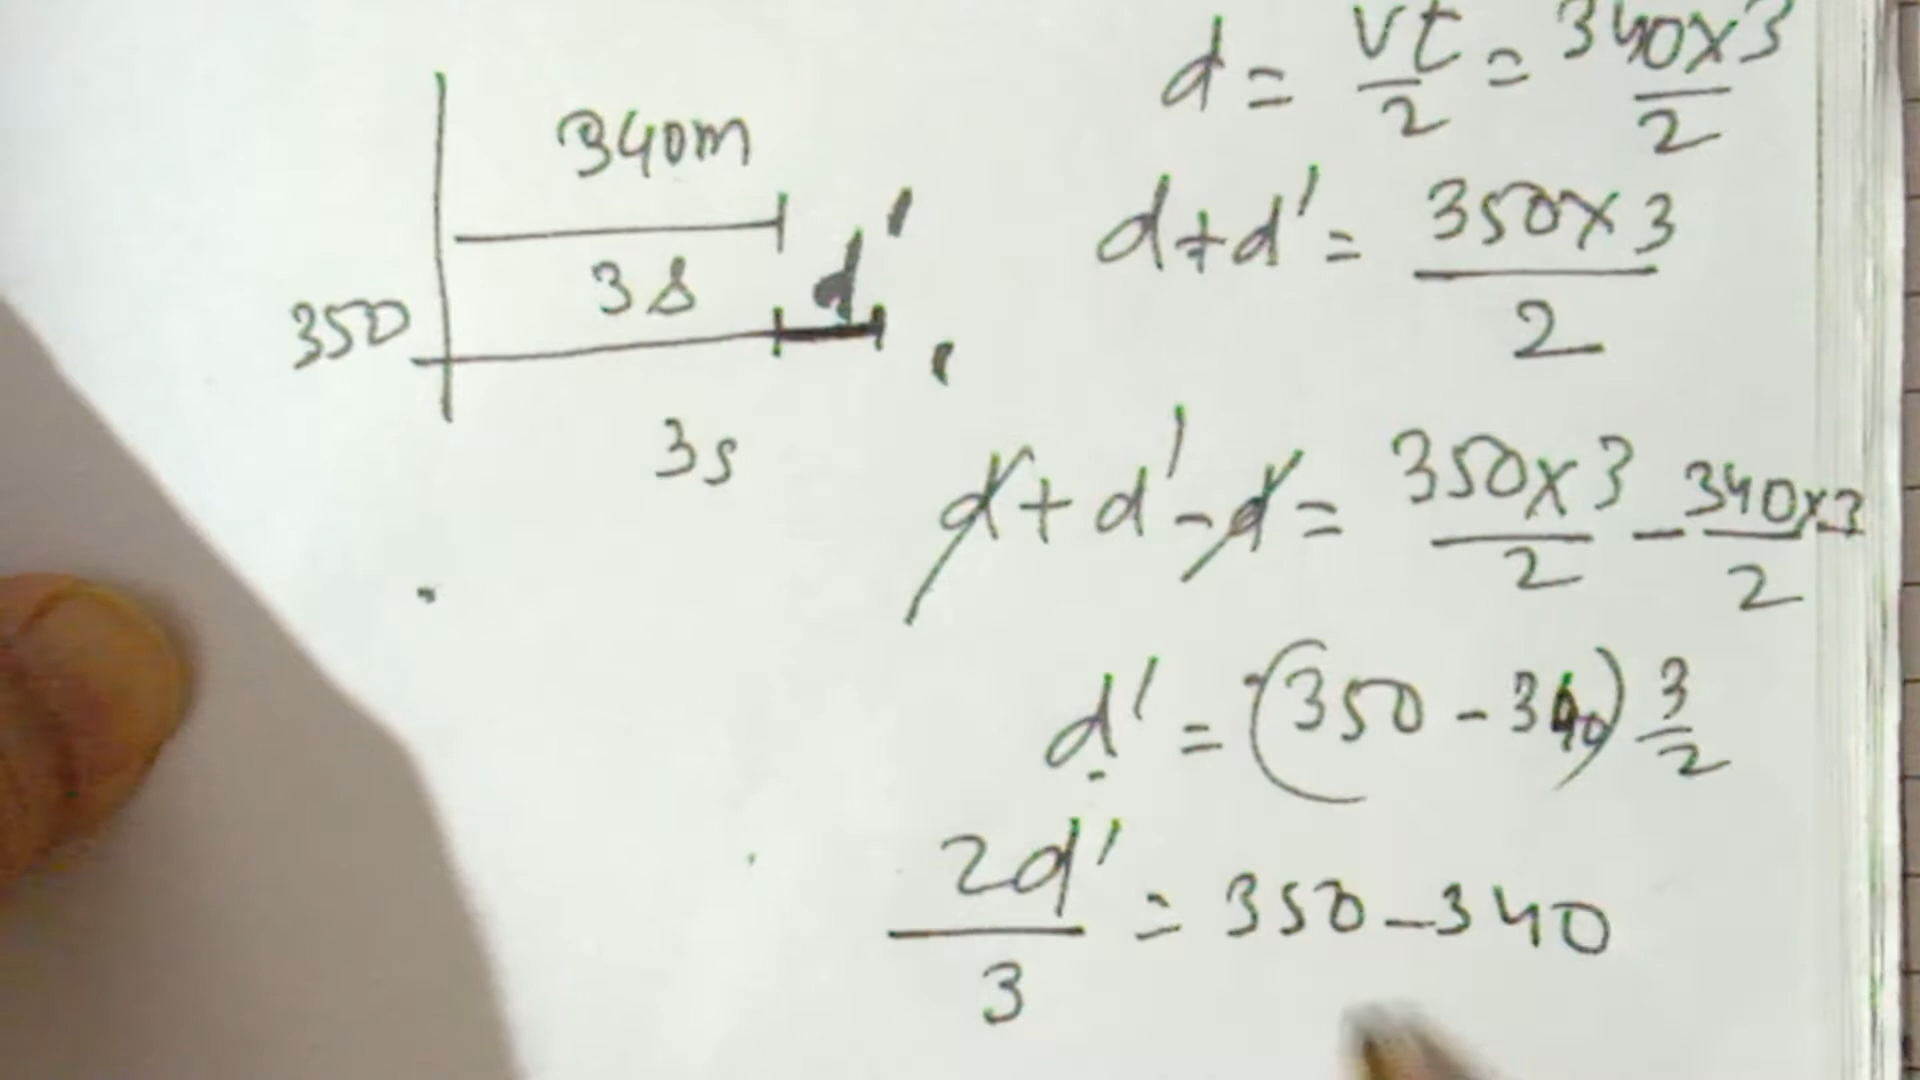 340m
3s
d'
350
3s
d = vt/2 = 340×3/2
d+d' = 350×3/2
d+d'-d = 350×3/2 - 340×3/2
d' = (350-340) 3/2
2d'/3 = 350-340